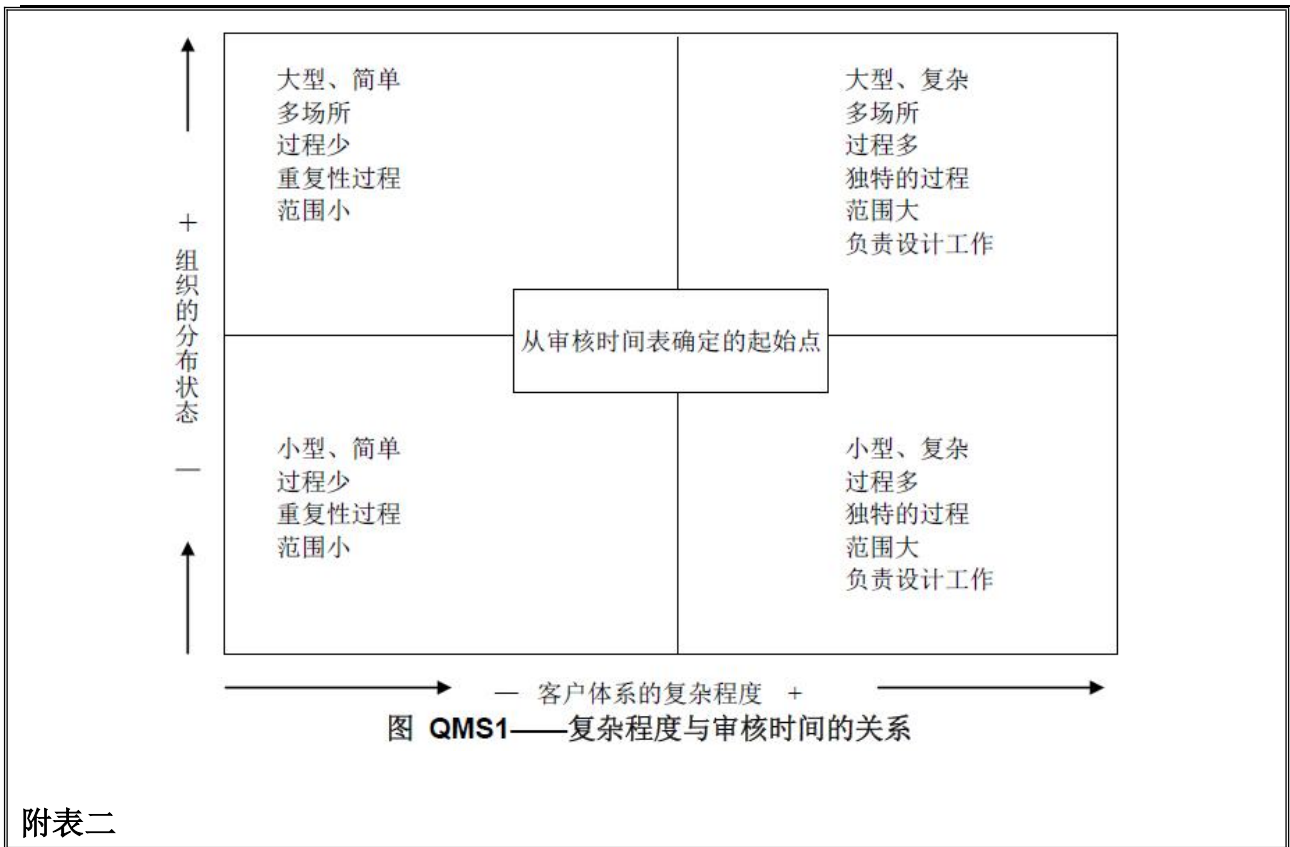 大型、简单
多场所
过程少
重复性过程
范围小
大型、复杂
多场所
过程多
独特的过程
范围大
负责设计工作
+
组织的分布状态
—
从审核时间表确定的起始点
小型、简单
过程少
重复性过程
范围小
小型、复杂
过程多
独特的过程
范围大
负责设计工作
— 客户体系的复杂程度 +
图 QMS1——复杂程度与审核时间的关系
附表二